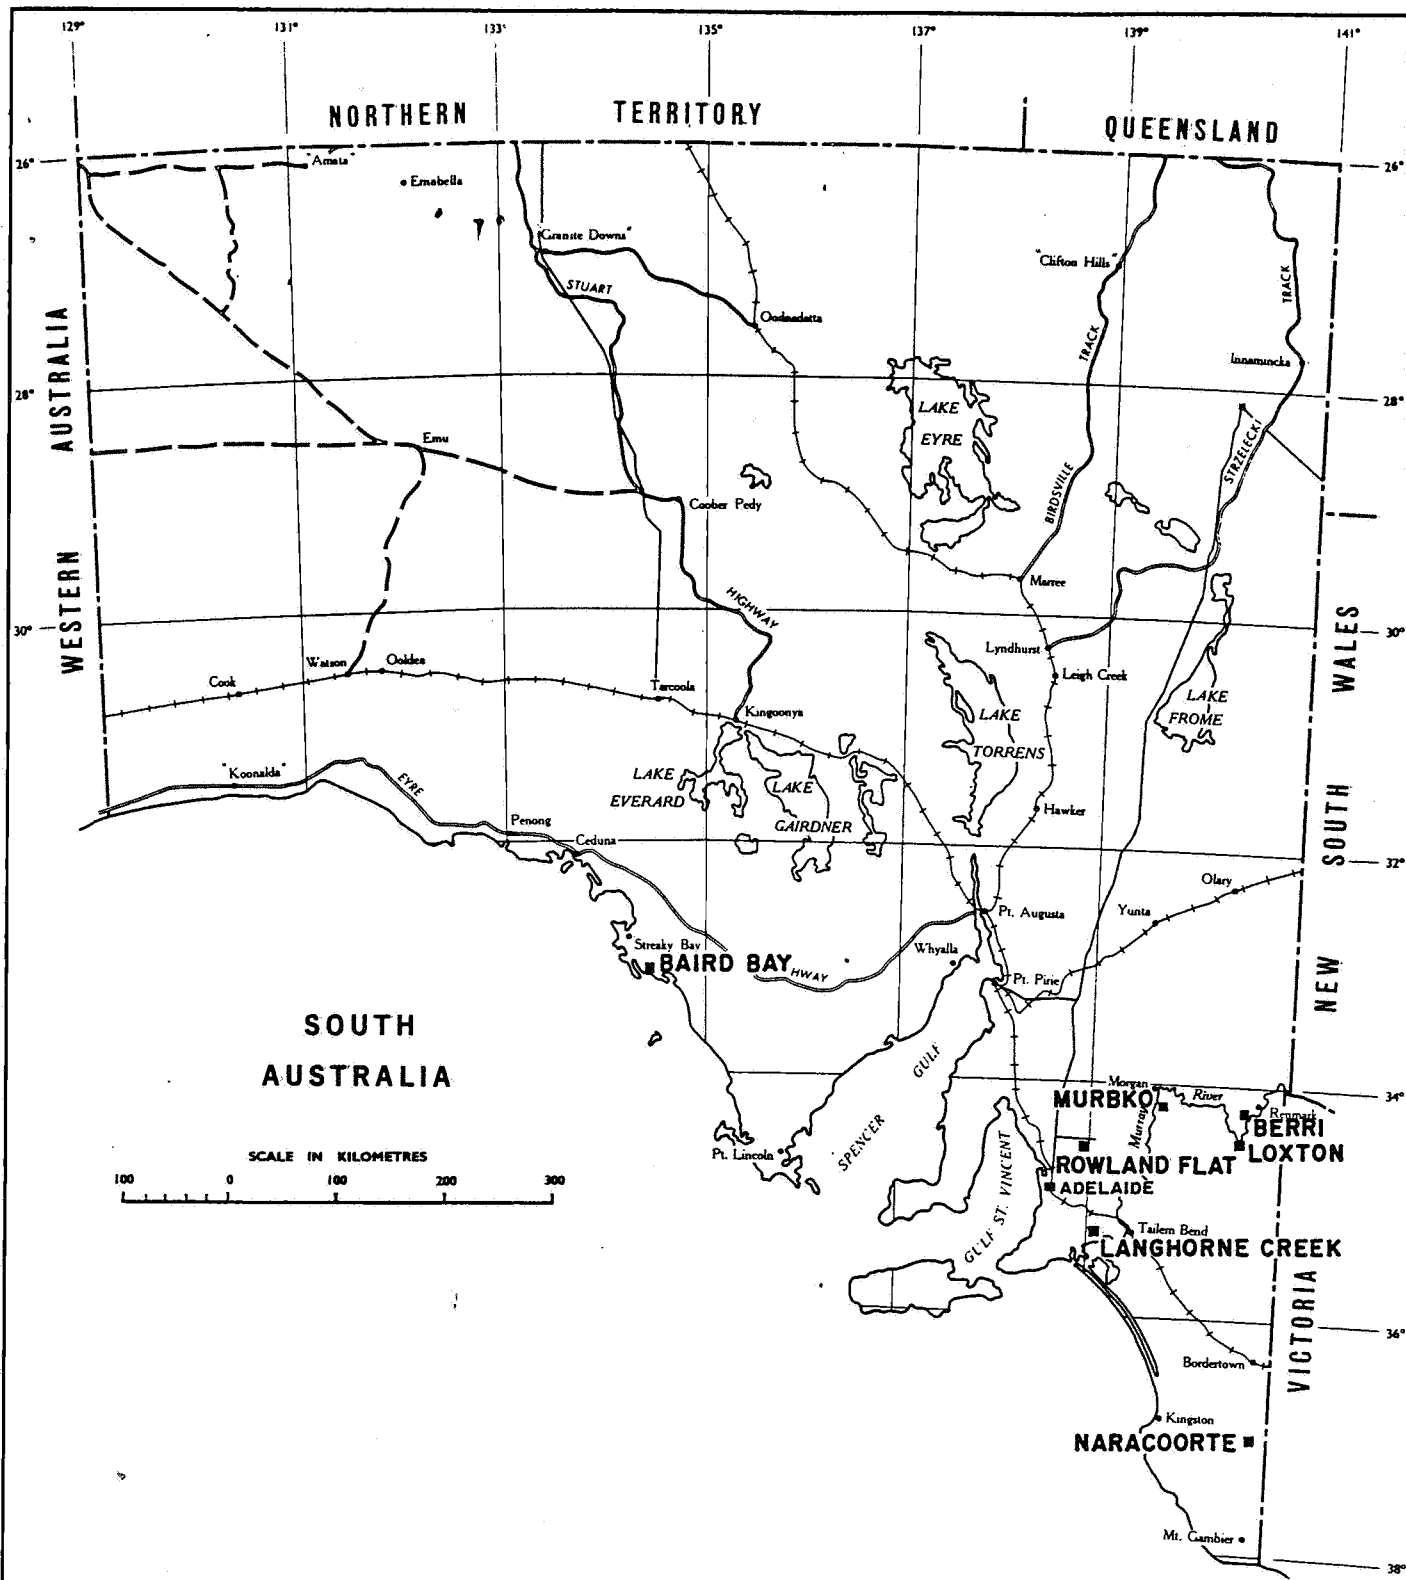 129° 131° 133° 135° 137° 139° 141°
NORTHERN TERRITORY
QUEENSLAND
26° 26°
"Amata"
Ernabella
"Granite Downs"
"Clifton Hills"
STUART
TRACK
Oodnadatta
TRACK
Innamincka
28° 28°
LAKE
EYRE
WESTERN AUSTRALIA
Emu
STRZELECKI
BIRDSVILLE
Coober Pedy
Marree
HIGHWAY
30° 30°
Lyndhurst
Watson
Ooldea
Leigh Creek
Cook
Tarcoola
LAKE
FROME
Kingoonya
LAKE
TORRENS
NEW SOUTH WALES
"Koonalda"
EYRE
LAKE
EVERARD
LAKE
GAIRDNER
Hawker
Penong
Ceduna
32°
Olary
Pt. Augusta
Yunta
Streaky Bay
Whyalla
BAIRD BAY
HWAY
Pt. Pirie
SOUTH
AUSTRALIA
GULF
SPENCER
Morgan
River
34°
MURBKO
Renmark
Murray
BERRI
LOXTON
SCALE IN KILOMETRES
100 0 100 200 300
Pt. Lincoln
ROWLAND FLAT
ADELAIDE
GULF ST. VINCENT
Tailem Bend
LANGHORNE CREEK
VICTORIA
36°
Bordertown
Kingston
NARACOORTE
Mt. Gambier
38°